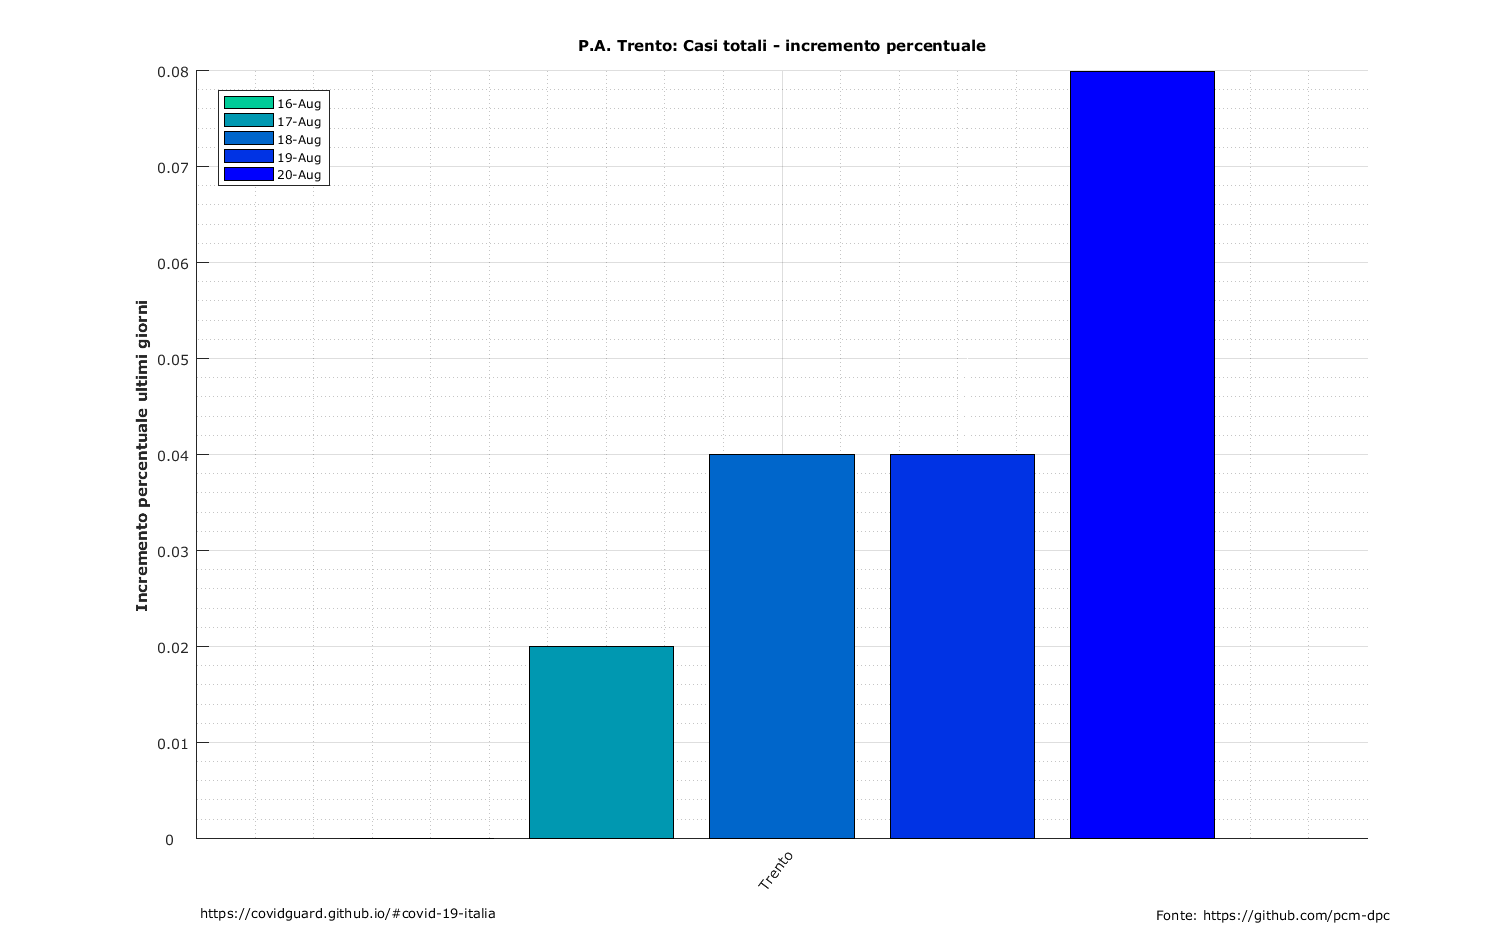 P.A. Trento: Casi totali - incremento percentuale
0.08
0.07
0.06
0.05
0.04
0.03
0.02
0.01
0
Incremento percentuale ultimi giorni
16-Aug
17-Aug
18-Aug
19-Aug
20-Aug
Trento
https://covidguard.github.io/#covid-19-italia
Fonte: https://github.com/pcm-dpc